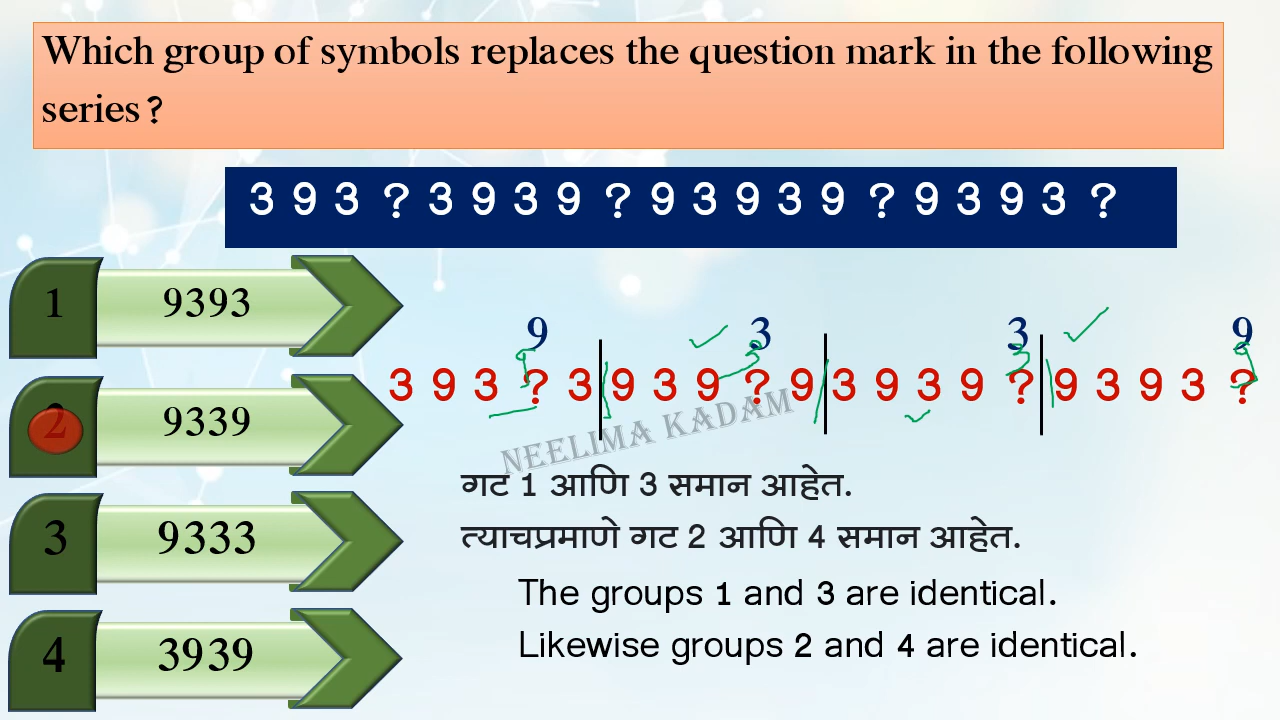 Which group of symbols replaces the question mark in the following
series?
3 9 3 ? 3 9 3 9 ? 9 3 9 3 9 ? 9 3 9 3 ?
1 9393
2 9339
3 9333
4 3939
9 3 3 9
9 3 3 9
3 9 3 ? 3 9 3 9 ? 9 3 9 3 9 ? 9 3 9 3 ?
NEELIMA KADAM
गट 1 आणि 3 समान आहेत.
त्याचप्रमाणे गट 2 आणि 4 समान आहेत.
The groups 1 and 3 are identical.
Likewise groups 2 and 4 are identical.